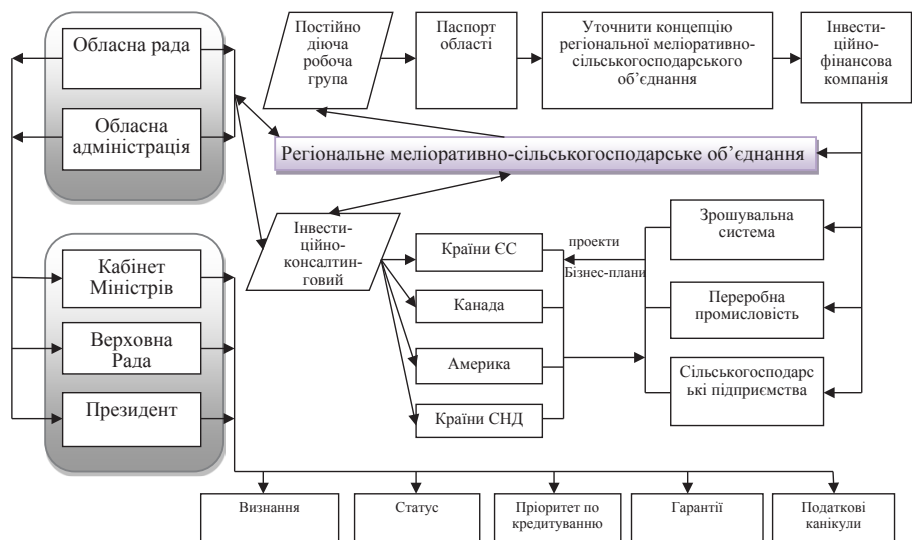 Обласна рада
Обласна
адміністрація
Постійно
діюча
робоча
група
Паспорт
області
Уточнити концепцію
регіональної меліоративно-
сільськогосподарського
об’єднання
Інвести-
ційно-
фінансова
компанія
Регіональне меліоративно-сільськогосподарське об’єднання
Кабінет
Міністрів
Верховна
Рада
Президент
Інвести-
ційно-
консалтин-
говий
Країни ЄС
Канада
Америка
Країни СНД
проекти
Бізнес-плани
Зрошувальна
система
Переробна
промисловість
Сільськогосподарс
ькі підприємства
Визнання
Статус
Пріоритет по
кредитуванню
Гарантії
Податкові
канікули